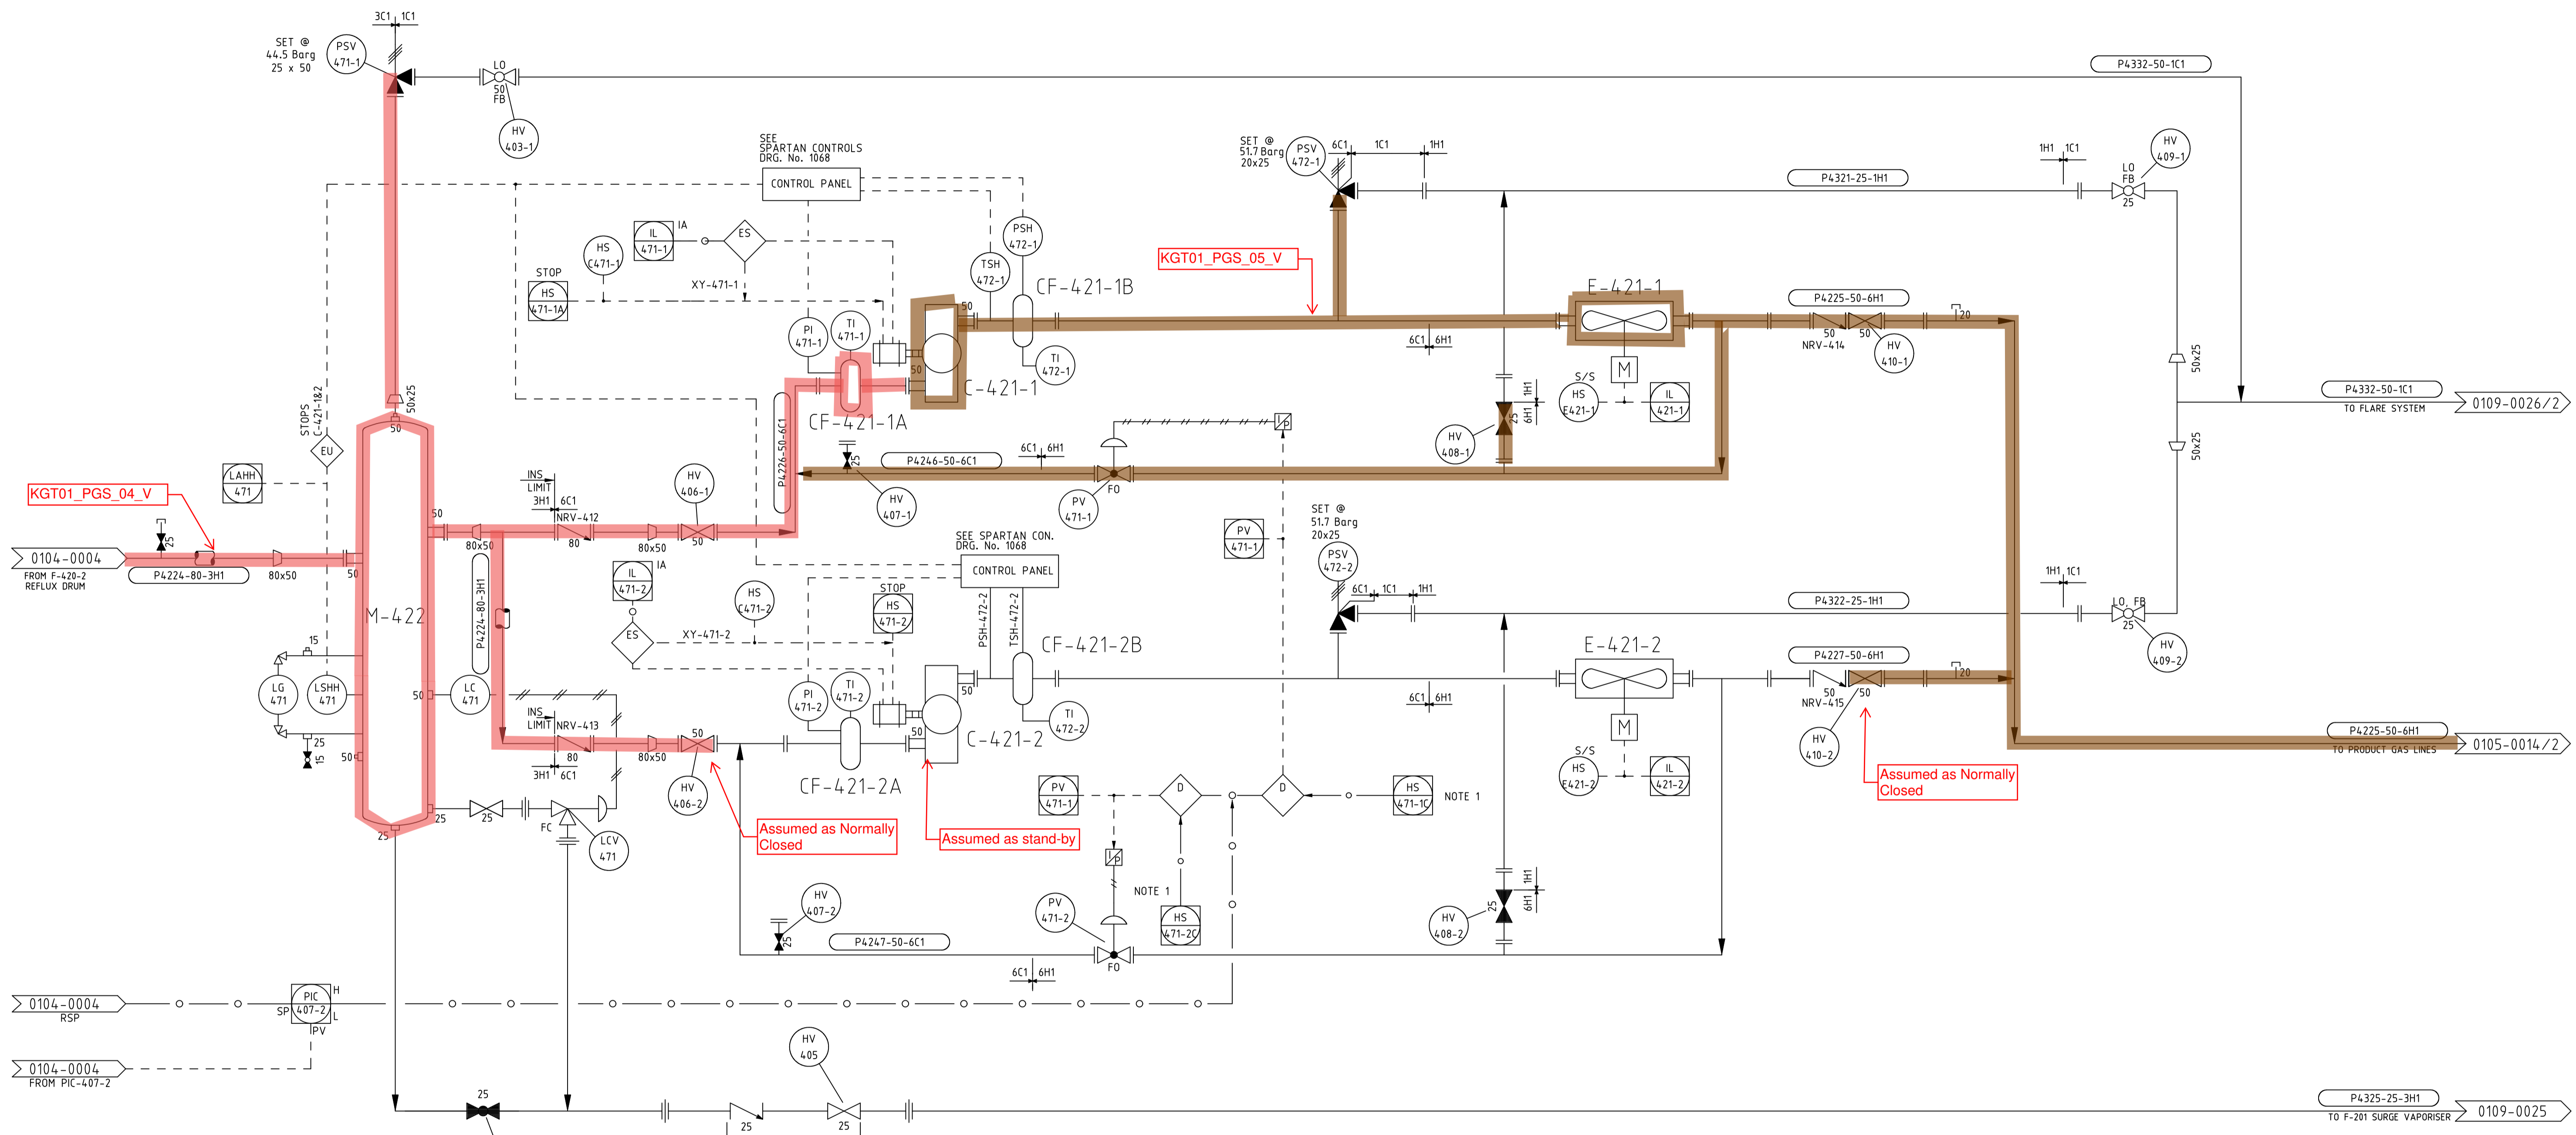 3C1 1C1
SET @
44.5 Barg
25 x 50
PSV
471-1
LO
50
FB
HV
403-1
P4332-50-1C1
SEE
SPARTAN CONTROLS
DRG. No. 1068
CONTROL PANEL
SET @
51.7 Barg
20x25
PSV
472-1
6C1 1C1 1H1
P4321-25-1H1
1H1 1C1
LO
FB
25
HV
409-1
IL
471-1
IA
ES
HS
C471-1
STOP
HS
471-1A
XY-471-1
PSH
472-1
TSH
472-1
CF-421-1B
50
KGT01_PGS_05_V
E-421-1
P4225-50-6H1
20
50
50
NRV-414
HV
410-1
PI
471-1
TI
471-1
50
C-421-1
TI
472-1
6C1 6H1
M
S/S
HS
E421-1
IL
421-1
50x25
P4332-50-1C1
TO FLARE SYSTEM
0109-0026/2
50x25
50
50x25
STOPS
C-421-1&2
EU
LAHH
471
CF-421-1A
P4226-50-6C1
25
P4246-50-6C1
6C1 6H1
HV
407-1
I/P
FO
PV
471-1
HV
408-1
25
6H1 1H1
KGT01_PGS_04_V
0104-0004
FROM F-420-2
REFLUX DRUM
25
P4224-80-3H1
80x50
50
50
80x50
INS
LIMIT
3H1 6C1
NRV-412
80
80x50
HV
406-1
50
M-422
P4224-80-3H1
IL
471-2
IA
ES
XY-471-2
HS
C471-2
STOP
HS
471-2
SEE SPARTAN CON.
DRG. No. 1068
CONTROL PANEL
PSH-472-2
TSH-472-2
CF-421-2B
PV
471-1
SET @
51.7 Barg
20x25
PSV
472-2
6C1 1C1 1H1
P4322-25-1H1
1H1 1C1
LO, FB
25
HV
409-2
E-421-2
P4227-50-6H1
20
50
50
NRV-415
HV
410-2
15
LG
471
LSHH
471
50
LC
471
25
15
50
INS
LIMIT
NRV-413
80
3H1 6C1
80x50
50
HV
406-2
PI
471-2
TI
471-2
50
50
C-421-2
TI
472-2
CF-421-2A
6C1 6H1
M
S/S
HS
E421-2
IL
421-2
P4225-50-6H1
TO PRODUCT GAS LINES
0105-0014/2
Assumed as Normally
Closed
Assumed as stand-by
Assumed as Normally
Closed
25
25
25
FC
LCV
471
PV
471-1
D
D
HS
471-1C
NOTE 1
I/P
NOTE 1
HS
471-2C
HV
407-2
25
P4247-50-6C1
PV
471-2
FO
6C1 6H1
HV
408-2
25
6H1 1H1
0104-0004
RSP
SP
PIC
407-2
H
L
PV
0104-0004
FROM PIC-407-2
HV
405
25
25
25
P4325-25-3H1
TO F-201 SURGE VAPORISER
0109-0025